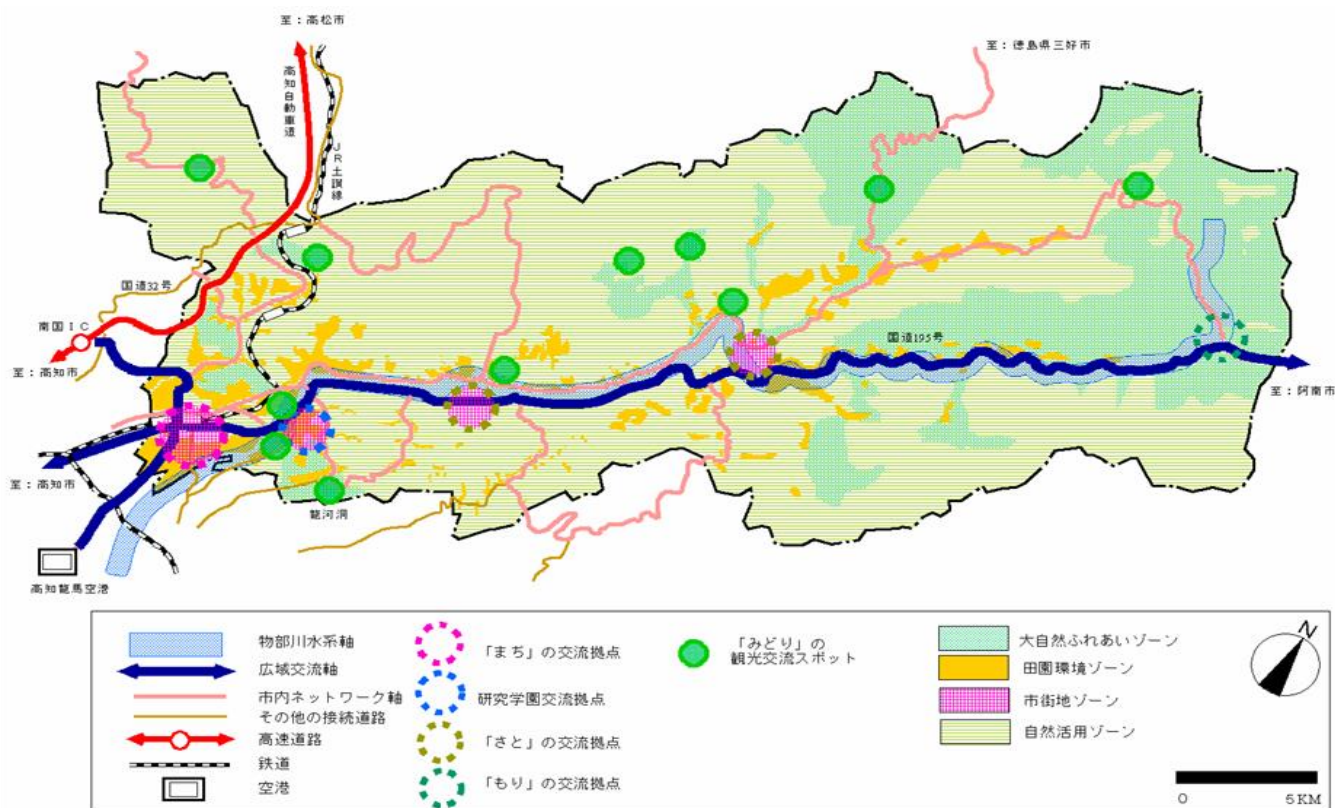 至：高松市
至：徳島県三好市
高知自動車道
JR土讃線
国道32号
南国IC
至：高知市
国道195号
至：阿南市
至：高知市
龍河洞
高知龍馬空港
物部川水系軸
広域交流軸
市内ネットワーク軸
その他の接続道路
高速道路
鉄道
空港
「まち」の交流拠点
研究学園交流拠点
「さと」の交流拠点
「もり」の交流拠点
「みどり」の
観光交流スポット
大自然ふれあいゾーン
田園環境ゾーン
市街地ゾーン
自然活用ゾーン
N
0 5KM